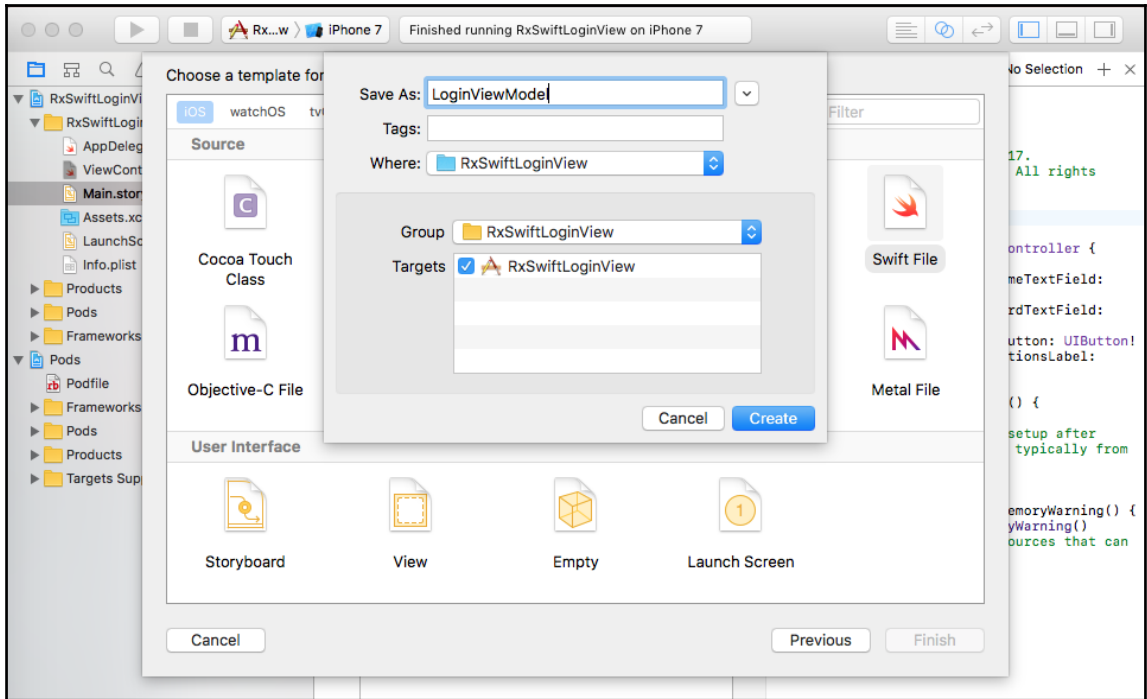 Rx...w
iPhone 7
Finished running RxSwiftLoginView on iPhone 7
RxSwiftLoginVi
RxSwiftLogin
AppDeleg
ViewCont
Main.stor
Assets.xc
LaunchSc
Info.plist
Products
Pods
Frameworks
Pods
Podfile
Frameworks
Pods
Products
Targets Sup
Choose a template for
iOS watchOS tv
Filter
Source
Cocoa Touch
Class
Swift File
Objective-C File
Metal File
User Interface
Storyboard
View
Empty
Launch Screen
Cancel
Previous
Finish
Save As: LoginViewModel
Tags:
Where: RxSwiftLoginView
Group RxSwiftLoginView
Targets RxSwiftLoginView
Cancel
Create
No Selection
17.
All rights
ontroller {
meTextField:
rdTextField:
utton: UIButton!
tionsLabel:
() {
setup after
typically from
emoryWarning() {
yWarning()
ources that can